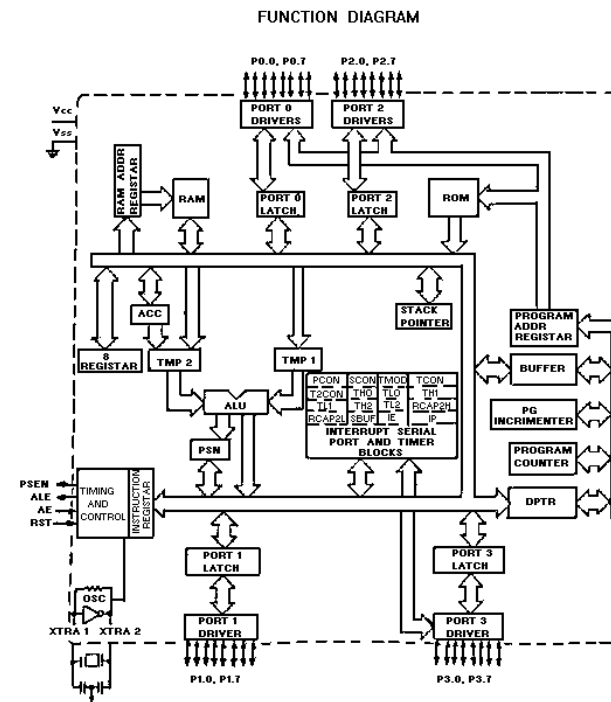 FUNCTION DIAGRAM
P0.0, P0.7
P2.0, P2.7
Vcc
Vss
PORT 0
DRIVERS
PORT 2
DRIVERS
RAM ADDR
REGISTAR
RAM
PORT 0
LATCH
PORT 2
LATCH
ROM
ACC
STACK
POINTER
PROGRAM
ADDR
REGISTAR
8
REGISTAR
TMP 2
TMP 1
BUFFER
PCON
SCON
TMOD
TCON
T2CON
TH0
TL0
TH1
TL1
TH2
TL2
RCAP2H
RCAP2L
SBUF
IE
IP
INTERRUPT SERIAL
PORT AND TIMER
BLOCKS
ALU
PG
INCRIMENTER
PSN
PROGRAM
COUNTER
PSEN
ALE
AE
RST
TIMING
AND
CONTROL
INSTRUCTION
REGISTAR
DPTR
PORT 1
LATCH
PORT 3
LATCH
OSC
XTRA 1
XTRA 2
PORT 1
DRIVER
PORT 3
DRIVER
P1.0, P1.7
P3.0, P3.7